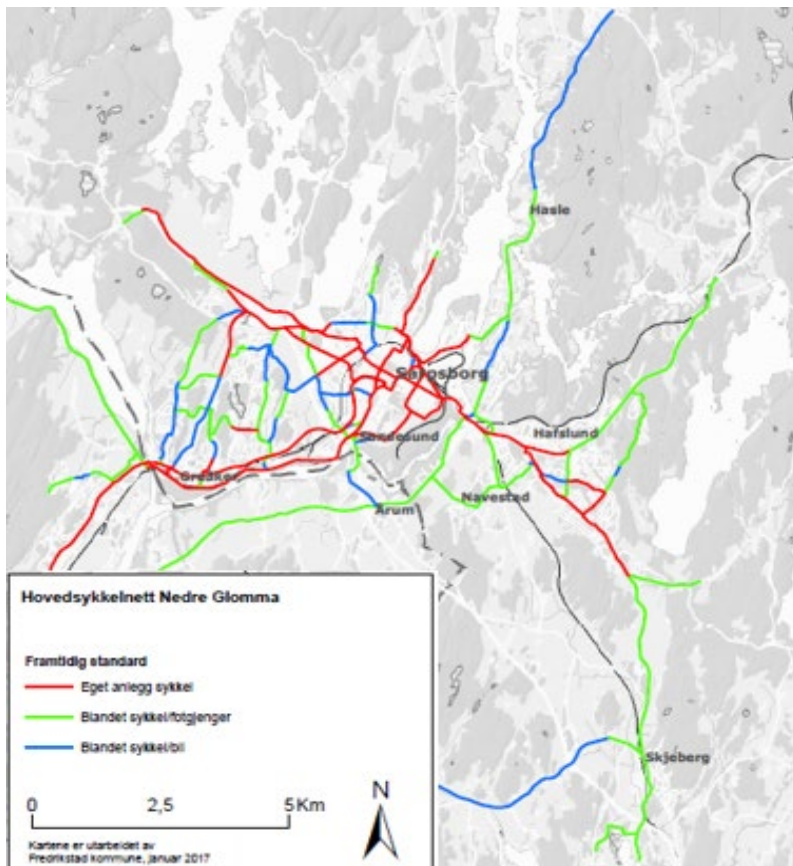 Hasle
Sarpsborg
Sandesund
Hafslund
Greåker
Navestad
Årum
Skjeberg
Hovedsykkelnett Nedre Glomma
Framtidig standard
Eget anlegg sykkel
Blandet sykkel/fotgjenger
Blandet sykkel/bil
0 2,5 5 Km
N
Kartene er utarbeidet av
Fredrikstad kommune, januar 2017